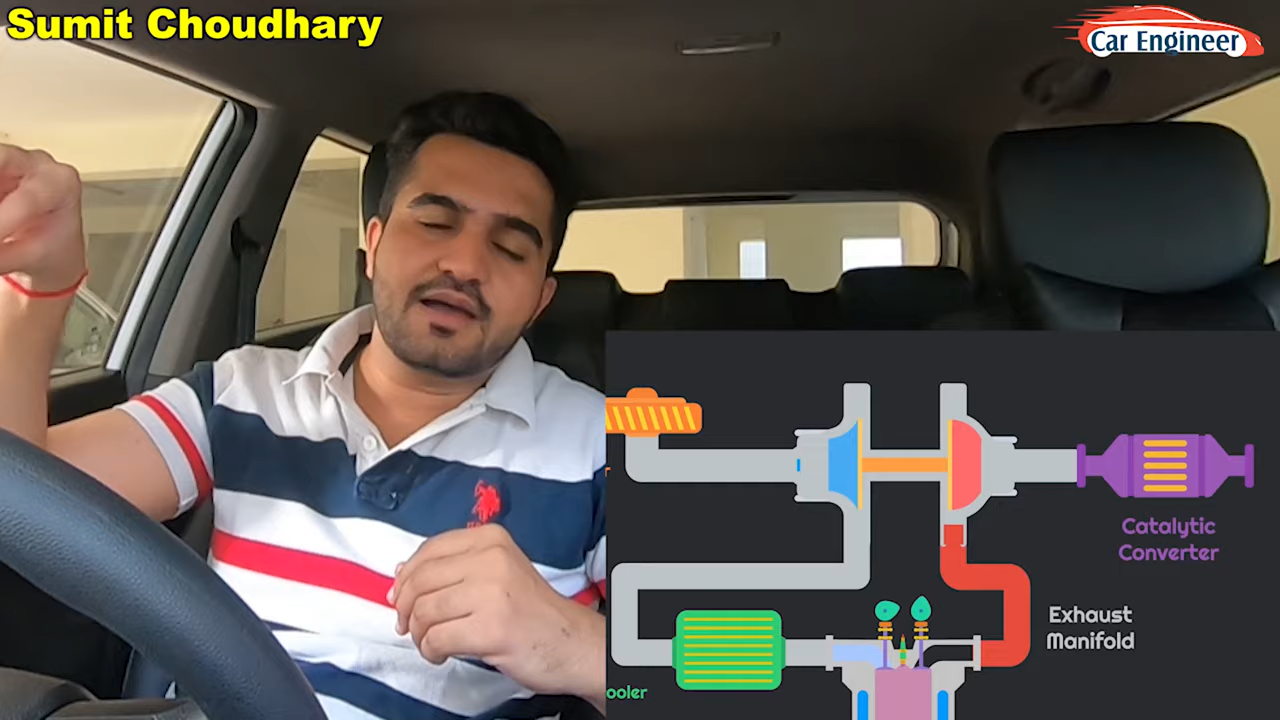 Sumit Choudhary
Car Engineer
Catalytic
Converter
Exhaust
Manifold
ooler